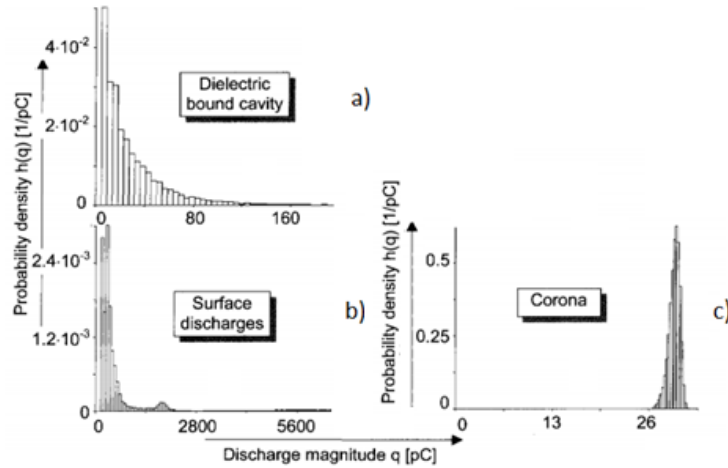 4·10-2
Dielectric
bound cavity
a)
2·10-2
0
0 80 160
Probability density h(q) [1/pC]
2.4·10-3
Surface
discharges
b)
1.2·10-3
0
0 2800 5600
Probability density h(q) [1/pC]
0.5
Corona
c)
0.25
0
0 13 26
Discharge magnitude q [pC]